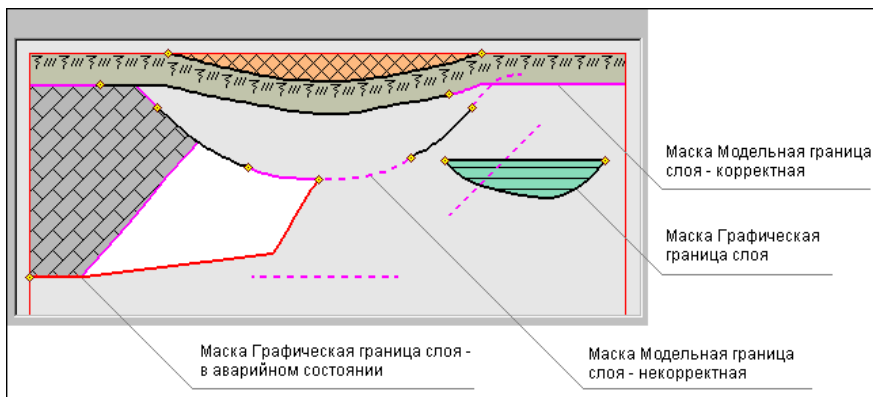 Маска Модельная граница
слоя - корректная
Маска Графическая
граница слоя
Маска Графическая граница слоя -
в аварийном состоянии
Маска Модельная граница
слоя - некорректная